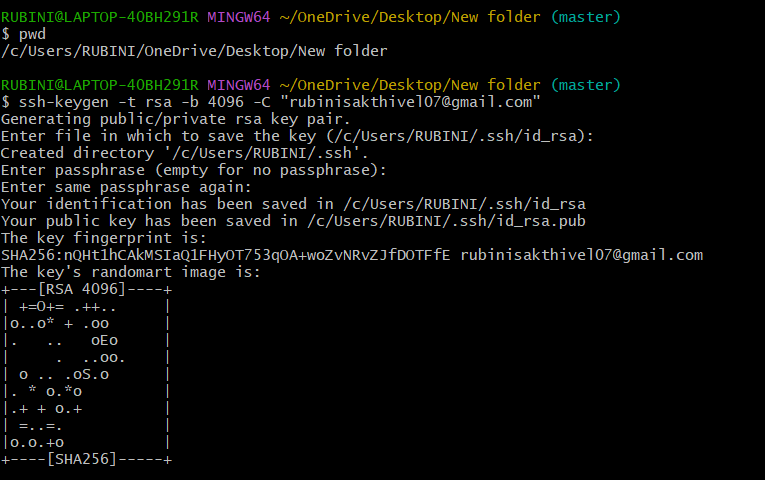 RUBINI@LAPTOP-4OBH291R MINGW64 ~/OneDrive/Desktop/New folder (master)
$ pwd
/c/Users/RUBINI/OneDrive/Desktop/New folder
RUBINI@LAPTOP-4OBH291R MINGW64 ~/OneDrive/Desktop/New folder (master)
$ ssh-keygen -t rsa -b 4096 -C "rubinisakthivel07@gmail.com"
Generating public/private rsa key pair.
Enter file in which to save the key (/c/Users/RUBINI/.ssh/id_rsa):
Created directory '/c/Users/RUBINI/.ssh'.
Enter passphrase (empty for no passphrase):
Enter same passphrase again:
Your identification has been saved in /c/Users/RUBINI/.ssh/id_rsa
Your public key has been saved in /c/Users/RUBINI/.ssh/id_rsa.pub
The key fingerprint is:
SHA256:nQHt1hCAkMSIaQ1FHyOT753qOA+woZvNRvZJfDOTFfE rubinisakthivel07@gmail.com
The key's randomart image is:
+---[RSA 4096]----+
| +=O+= .++..     |
|o..o* + .oo      |
|.   ..   oEo     |
|     .  ..oo.    |
| o .. .oS.o      |
|. * o.*o         |
|.+ + o.+         |
| =..=.           |
|o.o.+o           |
+----[SHA256]-----+